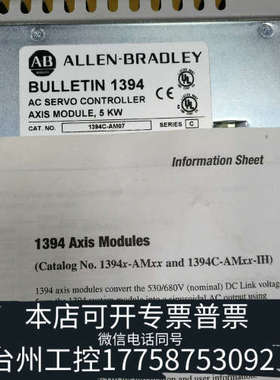 AB ALLEN-BRADLEY
BULLETIN 1394
AC SERVO CONTROLLER
AXIS MODULE, 5 KW
CAT. NO. 1394C-AM07 SERIES C
Information Sheet
1394 Axis Modules
(Catalog No. 1394x-AMxx and 1394C-AMxx-IH)
1394 axis modules convert the 530/680V (nominal) DC Link voltage
本店可开专票普票
微信电话同号
台州工控17758753092